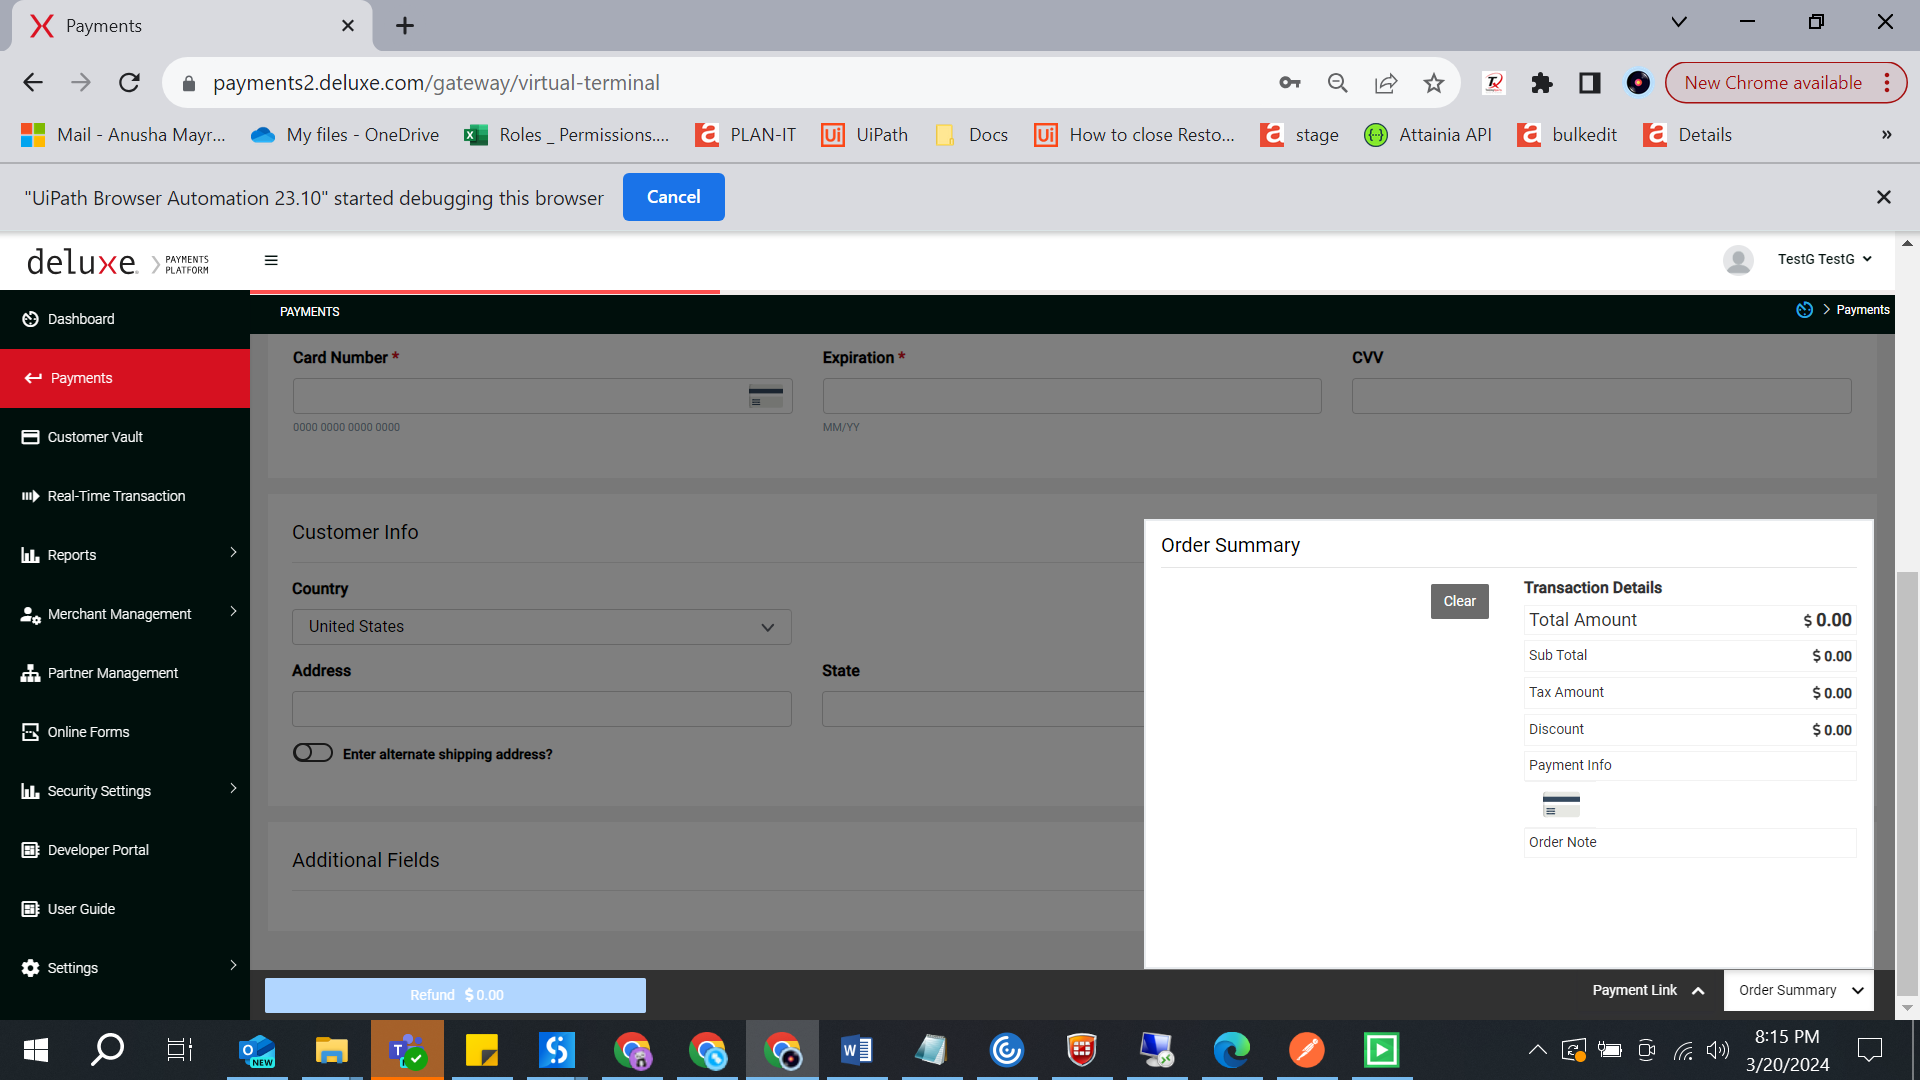 Payments
payments2.deluxe.com/gateway/virtual-terminal
New Chrome available
Mail - Anusha Mayr...
My files - OneDrive
Roles _ Permissions....
PLAN-IT
UiPath
Docs
How to close Resto...
stage
Attainia API
bulkedit
Details
»
"UiPath Browser Automation 23.10" started debugging this browser
Cancel
deluxe. PAYMENTS PLATFORM
TestG TestG
PAYMENTS
Payments
Dashboard
Payments
Customer Vault
Real-Time Transaction
Reports
Merchant Management
Partner Management
Online Forms
Security Settings
Developer Portal
User Guide
Settings
Card Number *
Expiration *
CVV
0000 0000 0000 0000
MM/YY
Customer Info
Country
United States
Address
State
Enter alternate shipping address?
Additional Fields
Order Summary
Clear
Transaction Details
Total Amount $ 0.00
Sub Total $ 0.00
Tax Amount $ 0.00
Discount $ 0.00
Payment Info
Order Note
Refund $ 0.00
Payment Link
Order Summary
NEW
8:15 PM
3/20/2024